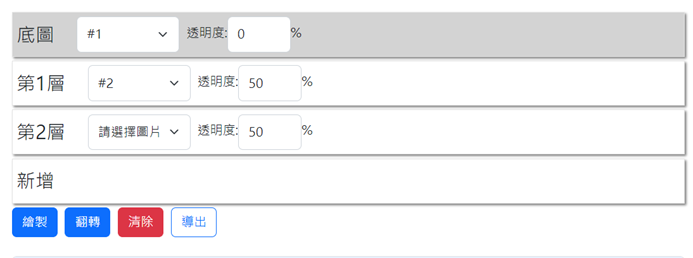 底圖 #1 透明度: 0 %
第1層 #2 透明度: 50 %
第2層 請選擇圖片 透明度: 50 %
新增
繪製 翻轉 清除 導出